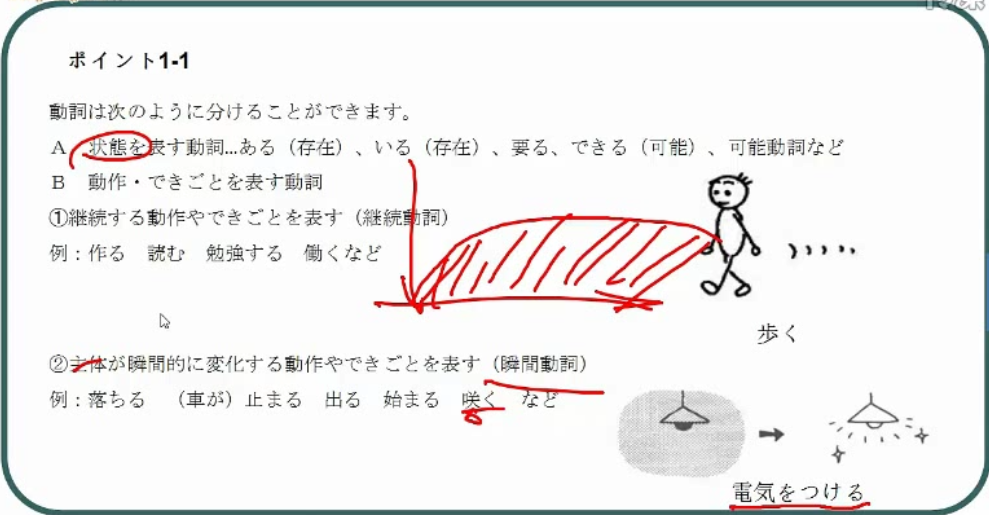 ポイント1-1
動詞は次のように分けることができます。
A 状態を表す動詞...ある（存在）、いる（存在）、要る、できる（可能）、可能動詞など
B 動作・できごとを表す動詞
①継続する動作やできごとを表す（継続動詞）
例：作る 読む 勉強する 働くなど
歩く
②主体が瞬間的に変化する動作やできごとを表す（瞬間動詞）
例：落ちる （車が）止まる 出る 始まる 咲く など
電気をつける